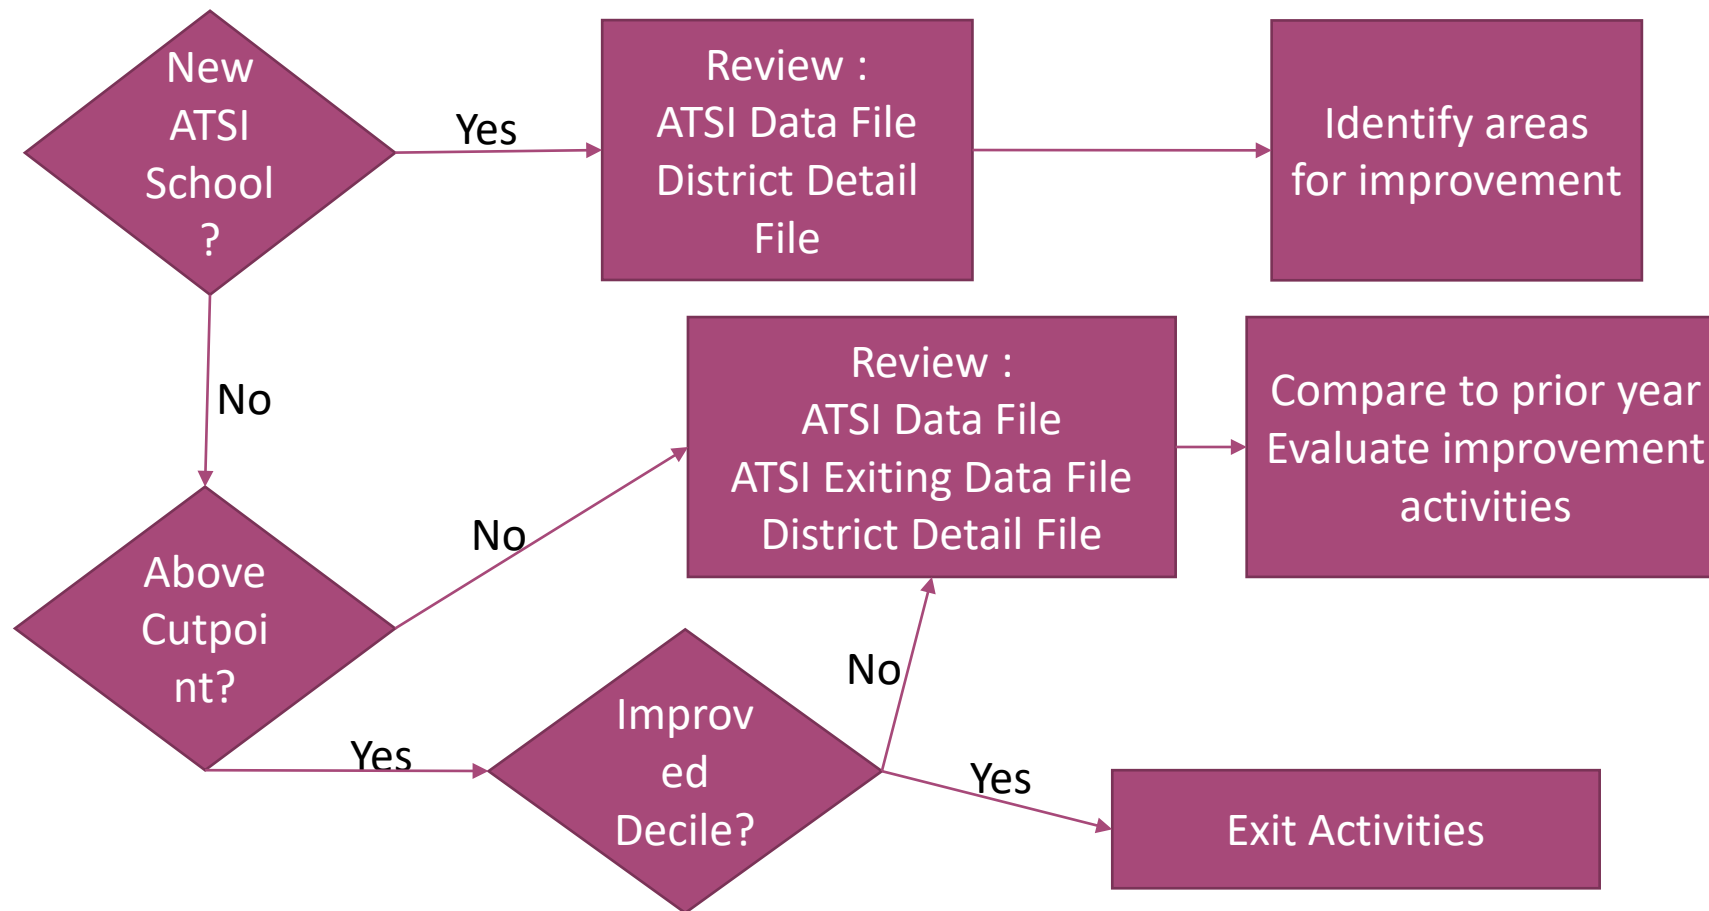 New
ATSI
School
?
Yes
Review :
ATSI Data File
District Detail
File
Identify areas
for improvement
No
Above
Cutpoi
nt?
No
Review :
ATSI Data File
ATSI Exiting Data File
District Detail File
Compare to prior year
Evaluate improvement
activities
Yes
Improv
ed
Decile?
No
Yes
Exit Activities